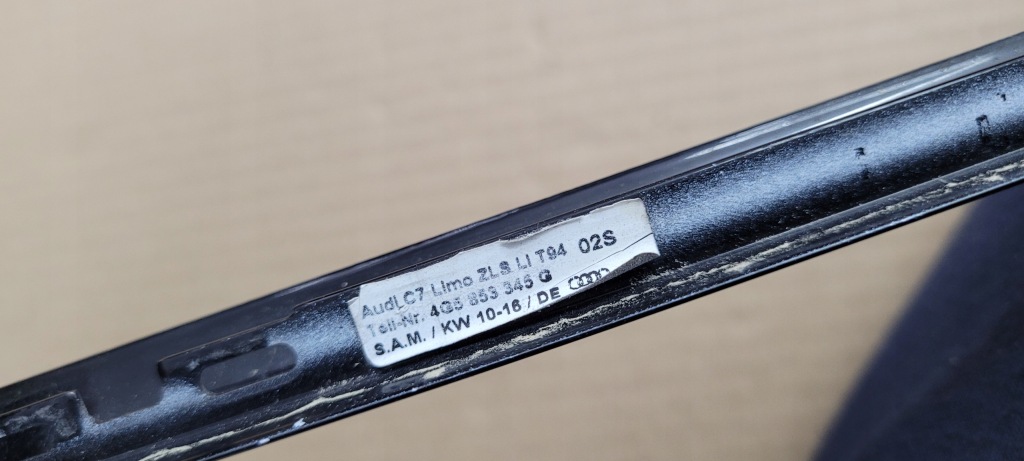 Audi C7 Limo ZLS LI T94 02S
Teil-Nr. 4G5 853 345 G
S.A.M. / KW 10-16 / DE